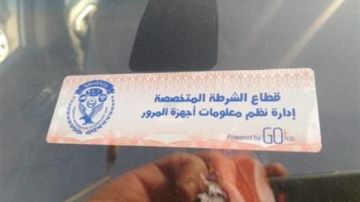 قطاع الشرطة المتخصصة
إدارة نظم معلومات أجهزة المرور
Powered by GO+